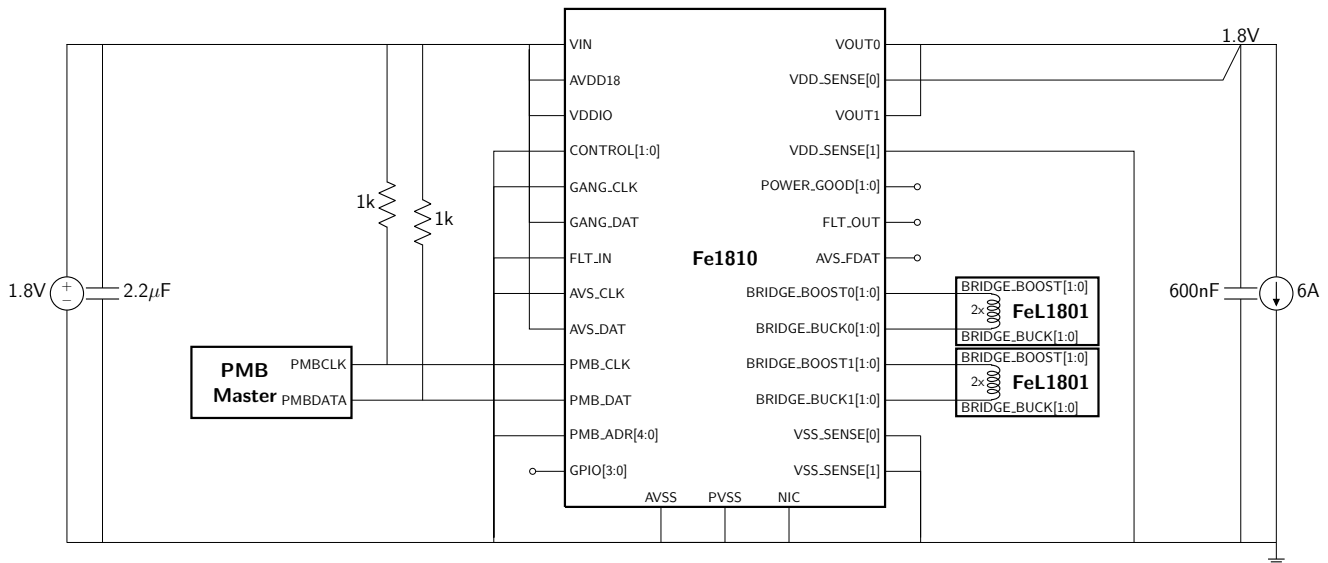 VIN
AVDD18
VDDIO
CONTROL[1:0]
GANG_CLK
GANG_DAT
FLT_IN
AVS_CLK
AVS_DAT
PMB_CLK
PMB_DAT
PMB_ADR[4:0]
GPIO[3:0]
VOUT0
VDD_SENSE[0]
VOUT1
VDD_SENSE[1]
POWER_GOOD[1:0]
FLT_OUT
AVS_FDAT
BRIDGE_BOOST0[1:0]
BRIDGE_BUCK0[1:0]
BRIDGE_BOOST1[1:0]
BRIDGE_BUCK1[1:0]
VSS_SENSE[0]
VSS_SENSE[1]
Fe1810
AVSS
PVSS
NIC
1.8V
+
−
2.2μF
1k
1k
PMB
Master
PMBCLK
PMBDATA
BRIDGE_BOOST[1:0]
2x
FeL1801
BRIDGE_BUCK[1:0]
BRIDGE_BOOST[1:0]
2x
FeL1801
BRIDGE_BUCK[1:0]
1.8V
600nF
6A